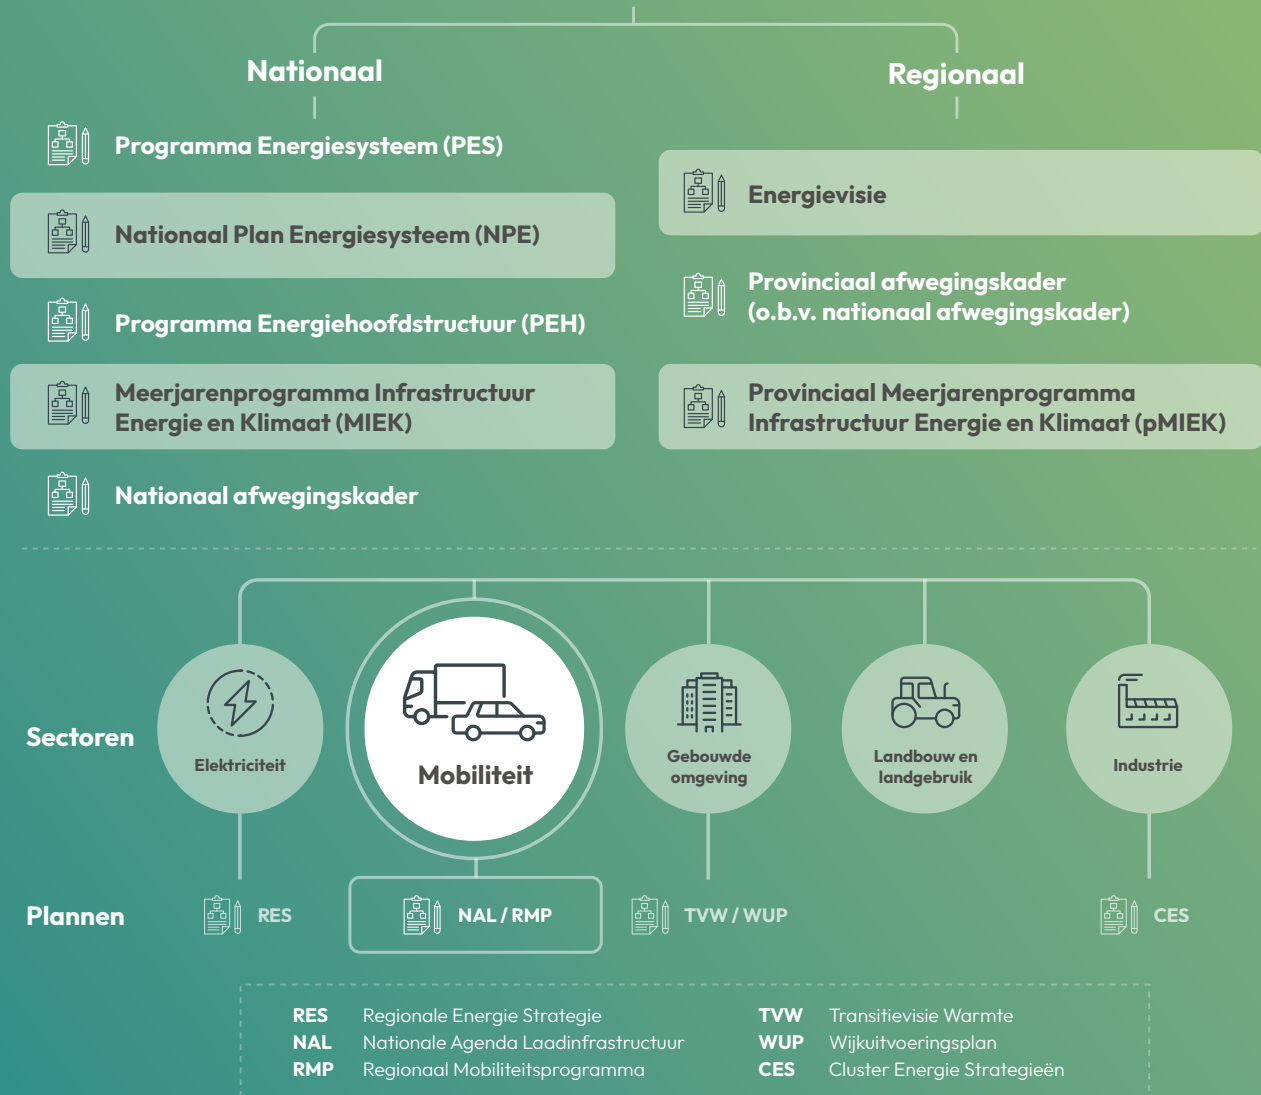 Nationaal
Programma Energiesysteem (PES)
Nationaal Plan Energiesysteem (NPE)
Programma Energiehoofdstructuur (PEH)
Meerjarenprogramma Infrastructuur
Energie en Klimaat (MIEK)
Nationaal afwegingskader
Regionaal
Energievisie
Provinciaal afwegingskader
(o.b.v. nationaal afwegingskader)
Provinciaal Meerjarenprogramma
Infrastructuur Energie en Klimaat (pMIEK)
Sectoren
Elektriciteit
Mobiliteit
Gebouwde
omgeving
Landbouw en
landgebruik
Industrie
Plannen
RES
NAL / RMP
TVW / WUP
CES
RES Regionale Energie Strategie
NAL Nationale Agenda Laadinfrastructuur
RMP Regionaal Mobiliteitsprogramma
TVW Transitievisie Warmte
WUP Wijkuitvoeringsplan
CES Cluster Energie Strategieën